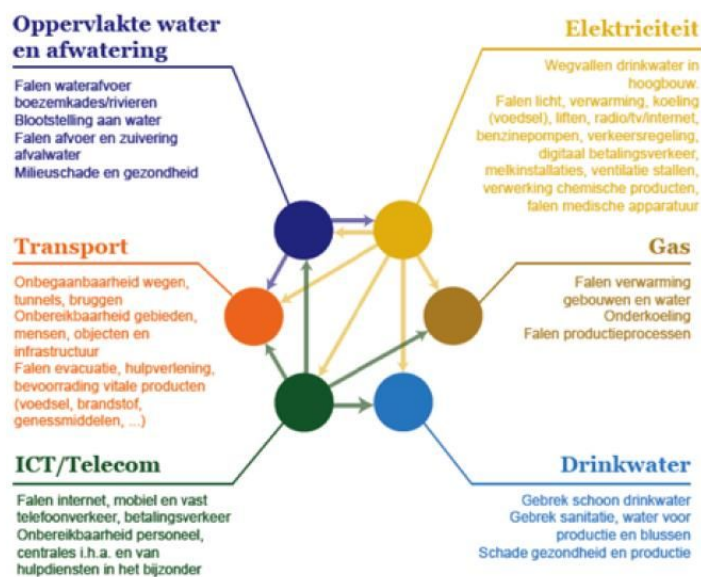 Oppervlakte water
en afwatering
Falen waterafvoer
boezemkades/rivieren
Blootstelling aan water
Falen afvoer en zuivering
afvalwater
Milieuschade en gezondheid
Elektriciteit
Wegvallen drinkwater in
hoogbouw.
Falen licht, verwarming, koeling
(voedsel), liften, radio/tv/internet,
benzinepompen, verkeersregeling,
digitaal betalingsverkeer,
melkinstallaties, ventilatie stallen,
verwerking chemische producten,
falen medische apparatuur
Transport
Onbegaanbaarheid wegen,
tunnels, bruggen
Onbereikbaarheid gebieden,
mensen, objecten en
infrastructuur
Falen evacuatie, hulpverlening,
bevoorrading vitale producten
(voedsel, brandstof,
genessmiddelen, ...)
Gas
Falen verwarming
gebouwen en water
Onderkoeling
Falen productieprocessen
ICT/Telecom
Falen internet, mobiel en vast
telefoonverkeer, betalingsverkeer
Onbereikbaarheid personeel,
centrales i.h.a. en van
hulpdiensten in het bijzonder
Drinkwater
Gebrek schoon drinkwater
Gebrek sanitatie, water voor
productie en blussen
Schade gezondheid en productie